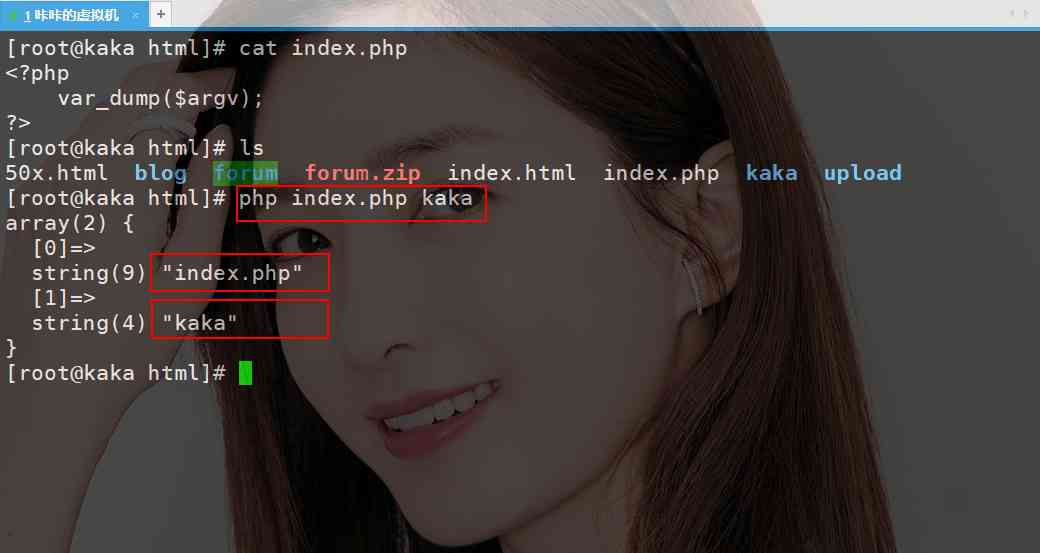 1 咔咔的虚拟机 × +
[root@kaka html]# cat index.php
<?php
    var_dump($argv);
?>
[root@kaka html]# ls
50x.html  blog  forum  forum.zip  index.html  index.php  kaka  upload
[root@kaka html]# php index.php kaka
array(2) {
  [0]=>
  string(9) "index.php"
  [1]=>
  string(4) "kaka"
}
[root@kaka html]#